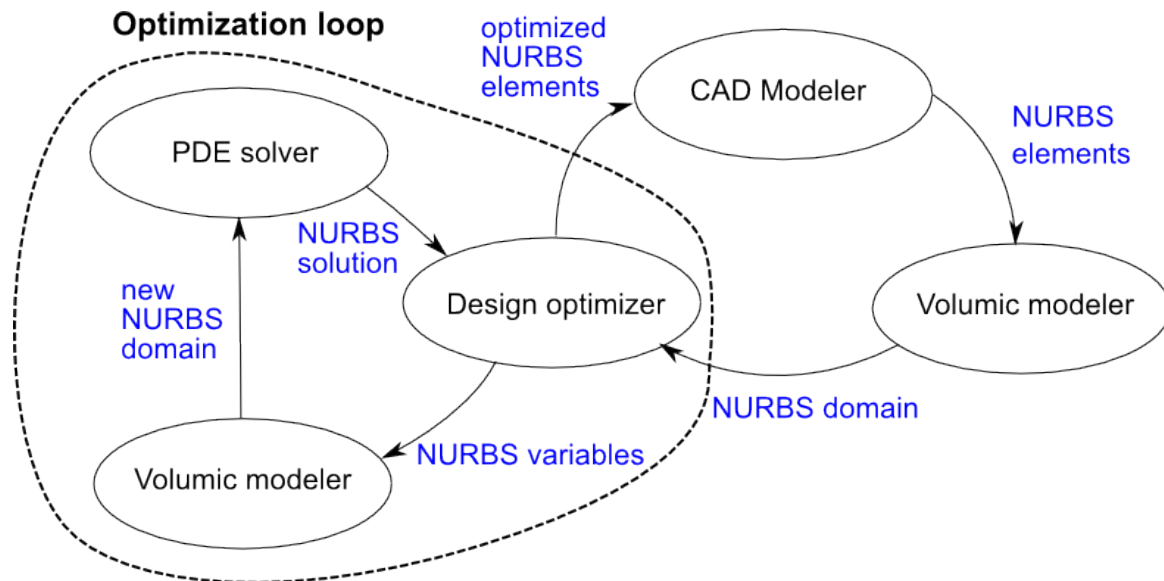 Optimization loop
optimized
NURBS
elements
CAD Modeler
NURBS
elements
PDE solver
NURBS
solution
new
NURBS
domain
Design optimizer
Volumic modeler
NURBS domain
NURBS variables
Volumic modeler